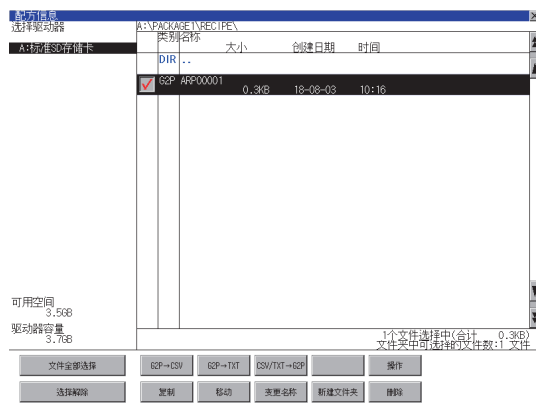 配方信息
选择驱动器
A:\PACKAGE1\RECIPE\
A:标准SD存储卡
类别 名称
大小 创建日期 时间
DIR ..
G2P ARP00001
0.3KB 18-08-03 10:16
可用空间
3.5GB
驱动器容量
3.7GB
1个文件选择中(合计 0.3KB)
文件夹中可选择的文件数:1 文件
文件全部选择 G2P→CSV G2P→TXT CSV/TXT→G2P 操作
选择解除 复制 移动 变更名称 新建文件夹 删除